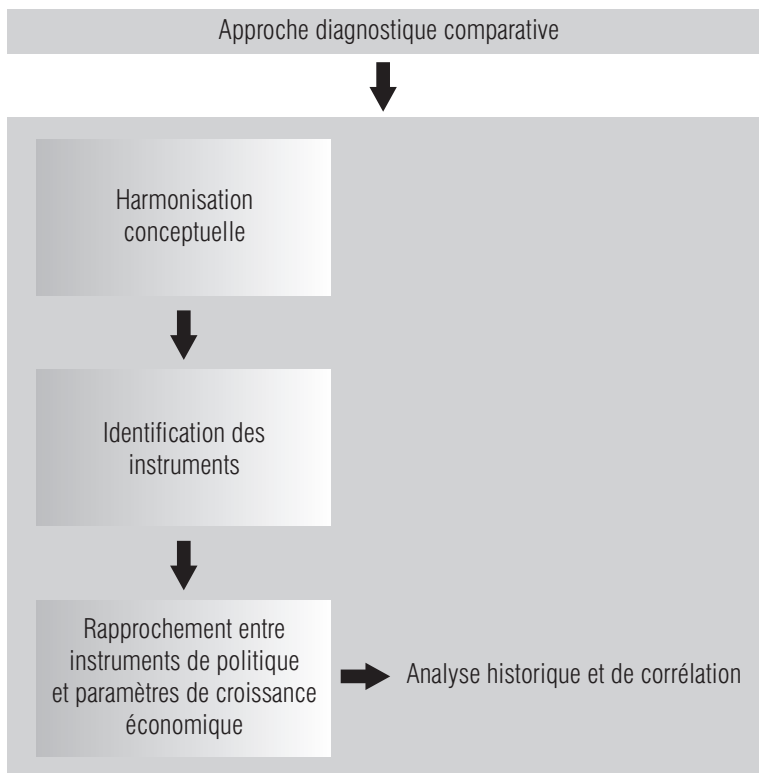 Approche diagnostique comparative
Harmonisation
conceptuelle
Identification des
instruments
Rapprochement entre
instruments de politique
et paramètres de croissance
économique
Analyse historique et de corrélation